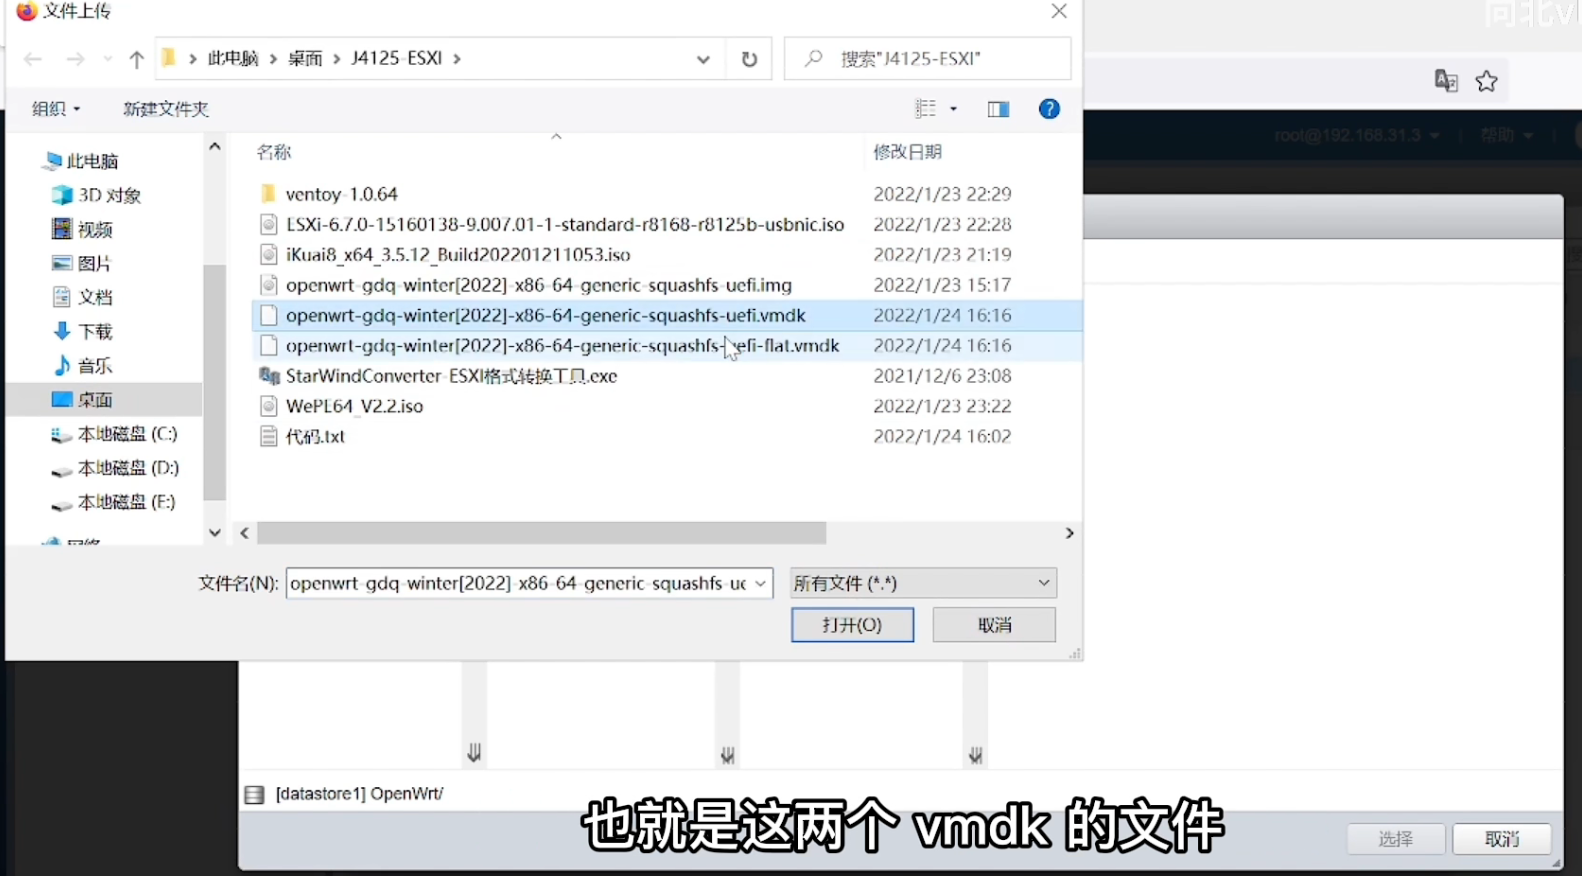 文件上传
向北v
此电脑 > 桌面 > J4125-ESXI >
搜索"J4125-ESXI"
组织
新建文件夹
root@192.168.31.3
帮助
名称
修改日期
此电脑
3D 对象
视频
图片
文档
下载
音乐
桌面
本地磁盘 (C:)
本地磁盘 (D:)
本地磁盘 (E:)
网络
ventoy-1.0.64 2022/1/23 22:29
ESXi-6.7.0-15160138-9.007.01-1-standard-r8168-r8125b-usbnic.iso 2022/1/23 22:28
iKuai8_x64_3.5.12_Build202201211053.iso 2022/1/23 21:19
openwrt-gdq-winter[2022]-x86-64-generic-squashfs-uefi.img 2022/1/23 15:17
openwrt-gdq-winter[2022]-x86-64-generic-squashfs-uefi.vmdk 2022/1/24 16:16
openwrt-gdq-winter[2022]-x86-64-generic-squashfs-uefi-flat.vmdk 2022/1/24 16:16
StarWindConverter-ESXI格式转换工具.exe 2021/12/6 23:08
WePE64_V2.2.iso 2022/1/23 23:22
代码.txt 2022/1/24 16:02
文件名(N):
openwrt-gdq-winter[2022]-x86-64-generic-squashfs-ue
所有文件 (*.*)
打开(O)
取消
[datastore1] OpenWrt/
也就是这两个 vmdk 的文件
选择
取消